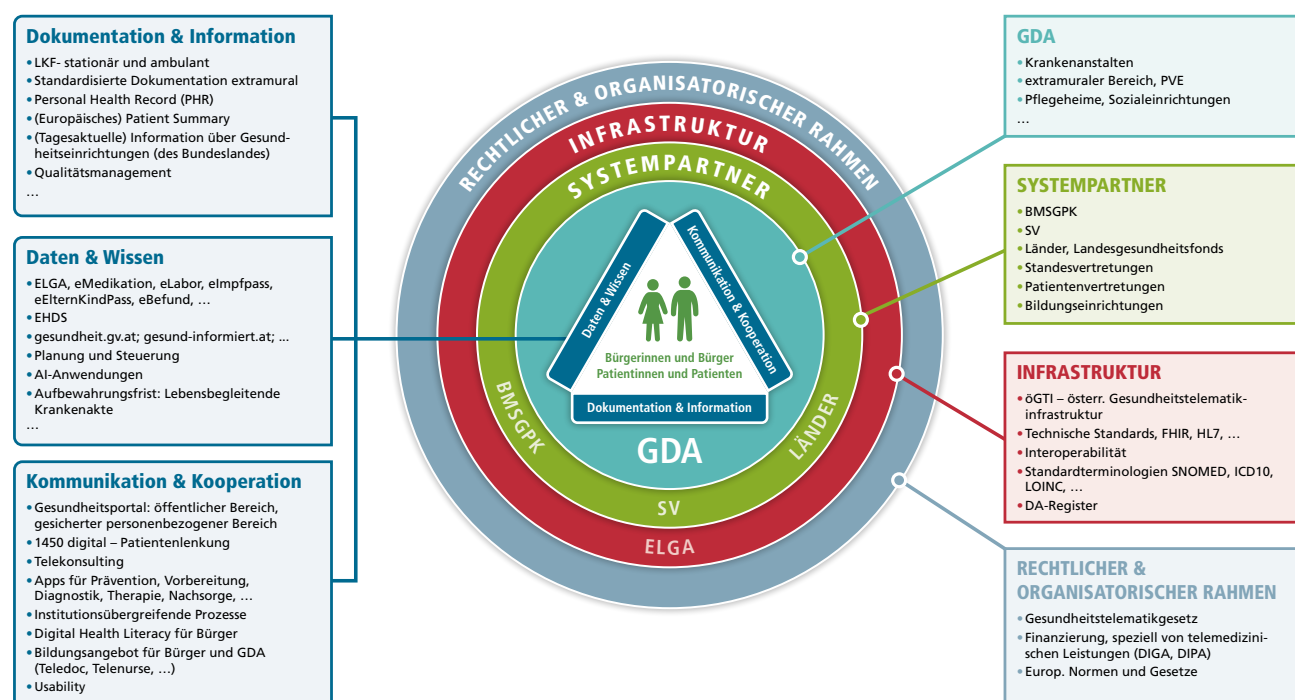 Dokumentation & Information
• LKF- stationär und ambulant
• Standardisierte Dokumentation extramural
• Personal Health Record (PHR)
• (Europäisches) Patient Summary
• (Tagesaktuelle) Information über Gesund-
heitseinrichtungen (des Bundeslandes)
• Qualitätsmanagement
…
Daten & Wissen
• ELGA, eMedikation, eLabor, eImpfpass,
eElternKindPass, eBefund, …
• EHDS
• gesundheit.gv.at; gesund-informiert.at; ...
• Planung und Steuerung
• AI-Anwendungen
• Aufbewahrungsfrist: Lebensbegleitende
Krankenakte
…
Kommunikation & Kooperation
• Gesundheitsportal: öffentlicher Bereich,
gesicherter personenbezogener Bereich
• 1450 digital – Patientenlenkung
• Telekonsulting
• Apps für Prävention, Vorbereitung,
Diagnostik, Therapie, Nachsorge, …
• Institutionsübergreifende Prozesse
• Digital Health Literacy für Bürger
• Bildungsangebot für Bürger und GDA
(Teledoc, Telenurse, …)
• Usability
RECHTLICHER & ORGANISATORISCHER RAHMEN
INFRASTRUKTUR
SYSTEMPARTNER
Daten & Wissen
Kommunikation & Kooperation
Bürgerinnen und Bürger
Patientinnen und Patienten
Dokumentation & Information
GDA
BMSGPK
SV
LÄNDER
ELGA
GDA
• Krankenanstalten
• extramuraler Bereich, PVE
• Pflegeheime, Sozialeinrichtungen
…
SYSTEMPARTNER
• BMSGPK
• SV
• Länder, Landesgesundheitsfonds
• Standesvertretungen
• Patientenvertretungen
• Bildungseinrichtungen
INFRASTRUKTUR
• öGTI – österr. Gesundheitstelematik-
infrastruktur
• Technische Standards, FHIR, HL7, …
• Interoperabilität
• Standardterminologien SNOMED, ICD10,
LOINC, …
• DA-Register
RECHTLICHER &
ORGANISATORISCHER RAHMEN
• Gesundheitstelematikgesetz
• Finanzierung, speziell von telemedizini-
schen Leistungen (DIGA, DIPA)
• Europ. Normen und Gesetze